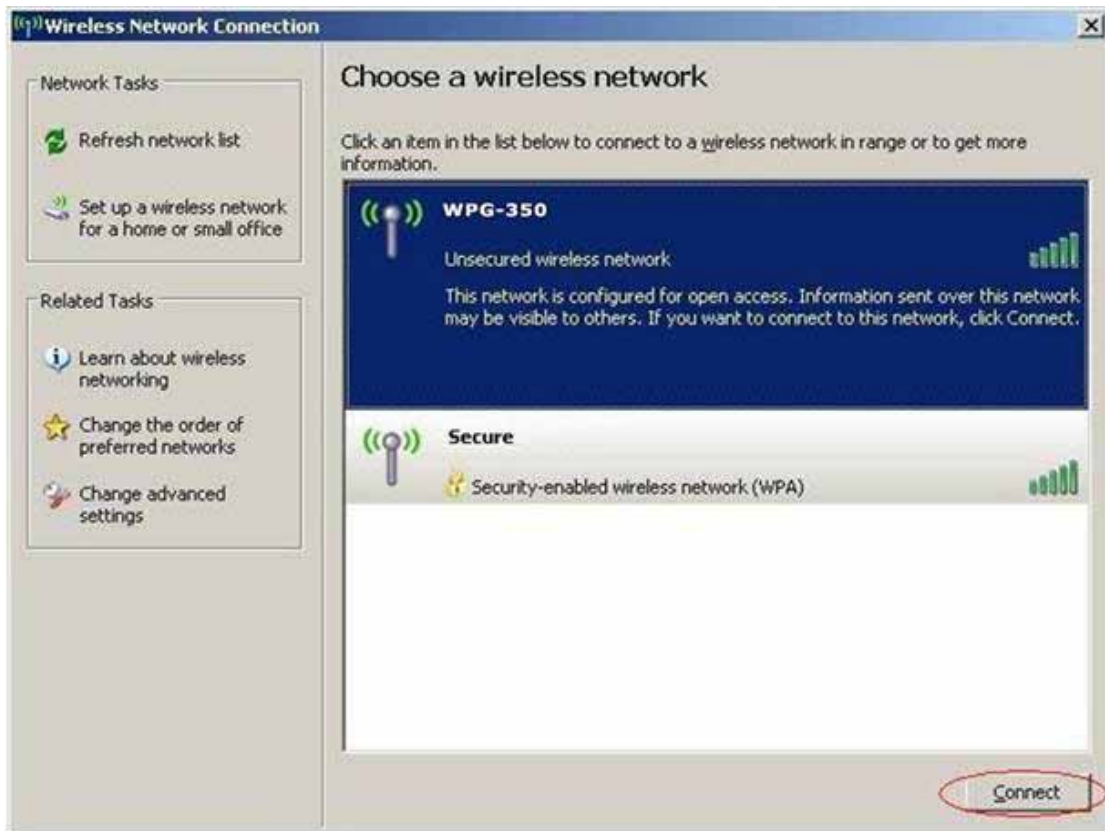 Wireless Network Connection
Network Tasks
Refresh network list
Set up a wireless network
for a home or small office
Related Tasks
Learn about wireless
networking
Change the order of
preferred networks
Change advanced
settings
Choose a wireless network
Click an item in the list below to connect to a wireless network in range or to get more
information.
WPG-350
Unsecured wireless network
This network is configured for open access. Information sent over this network
may be visible to others. If you want to connect to this network, click Connect.
Secure
Security-enabled wireless network (WPA)
Connect